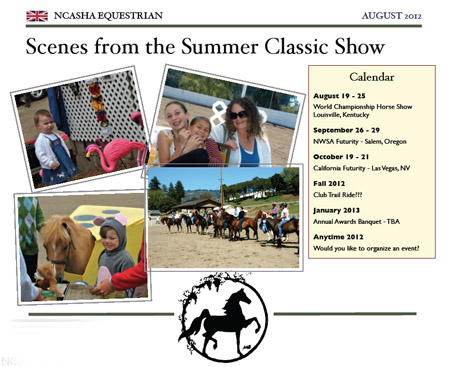 NCASHA EQUESTRIAN
AUGUST 2012
Scenes from the Summer Classic Show
Calendar
August 19 - 25
World Championship Horse Show
Louisville, Kentucky
September 26 - 29
NWSA Futurity - Salem, Oregon
October 19 - 21
California Futurity - Las Vegas, NV
Fall 2012
Club Trail Ride???
January 2013
Annual Awards Banquet - TBA
Anytime 2012
Would you like to organize an event?